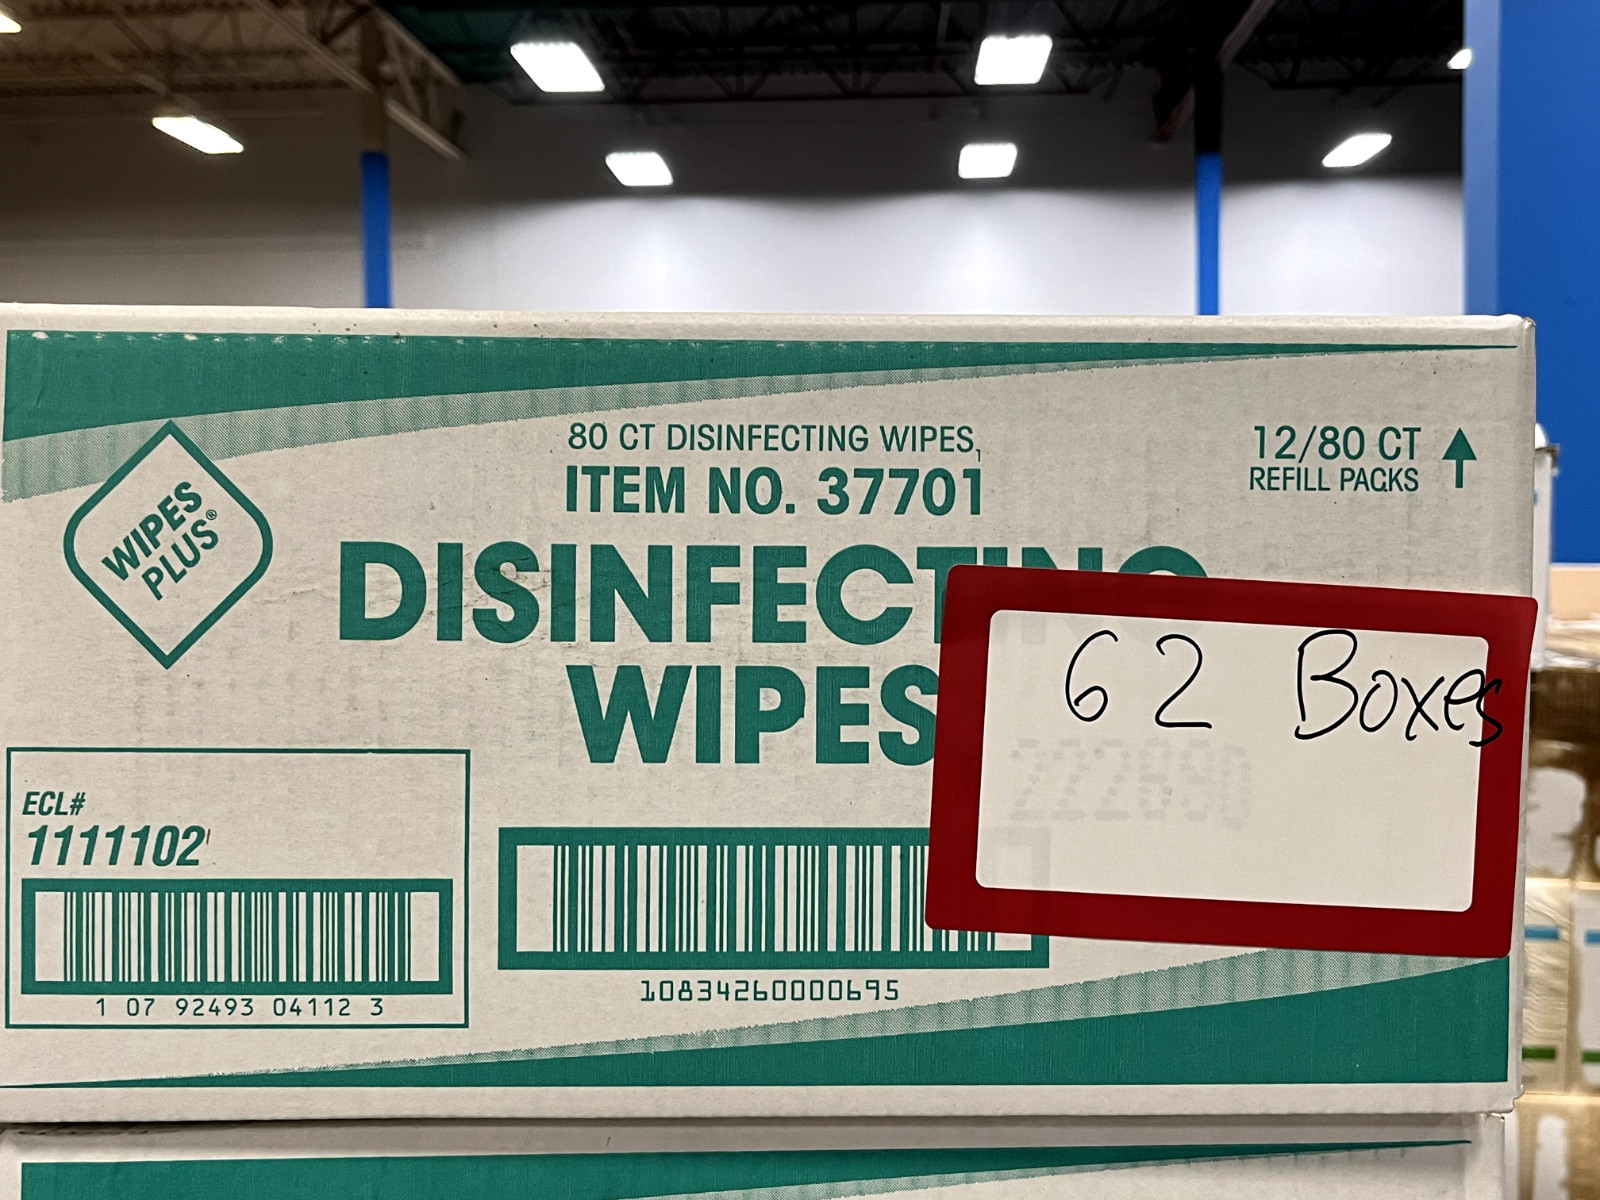 80 CT DISINFECTING WIPES,
ITEM NO. 37701
12/80 CT
REFILL PACKS
WIPES
PLUS®
DISINFECTING
WIPES
62 Boxes
ECL#
1111102
1 07 92493 04112 3
10834260000695